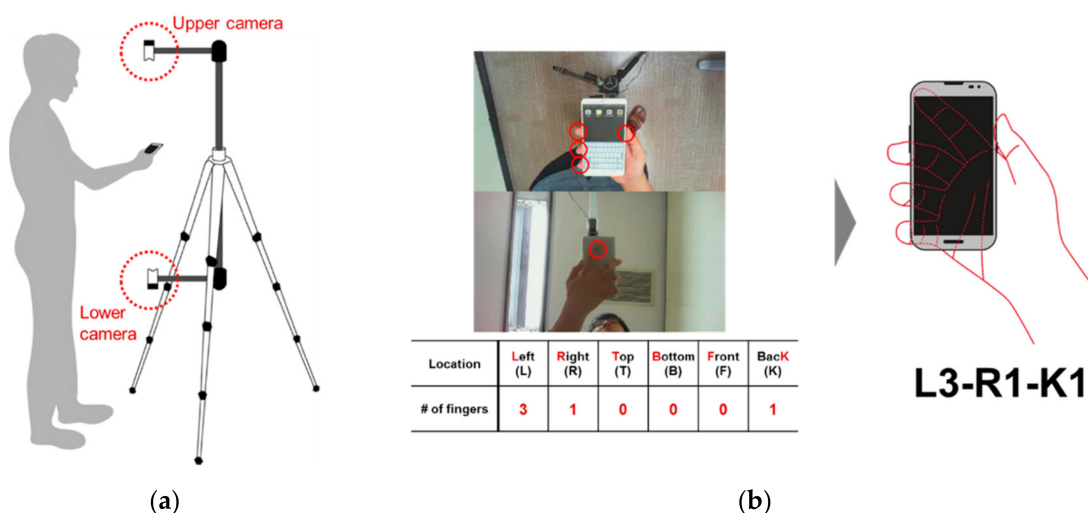 Upper camera
Lower
camera
Location
Left
(L)
Right
(R)
Top
(T)
Bottom
(B)
Front
(F)
BacK
(K)
# of fingers
3
1
0
0
0
1
L3-R1-K1
(a)
(b)